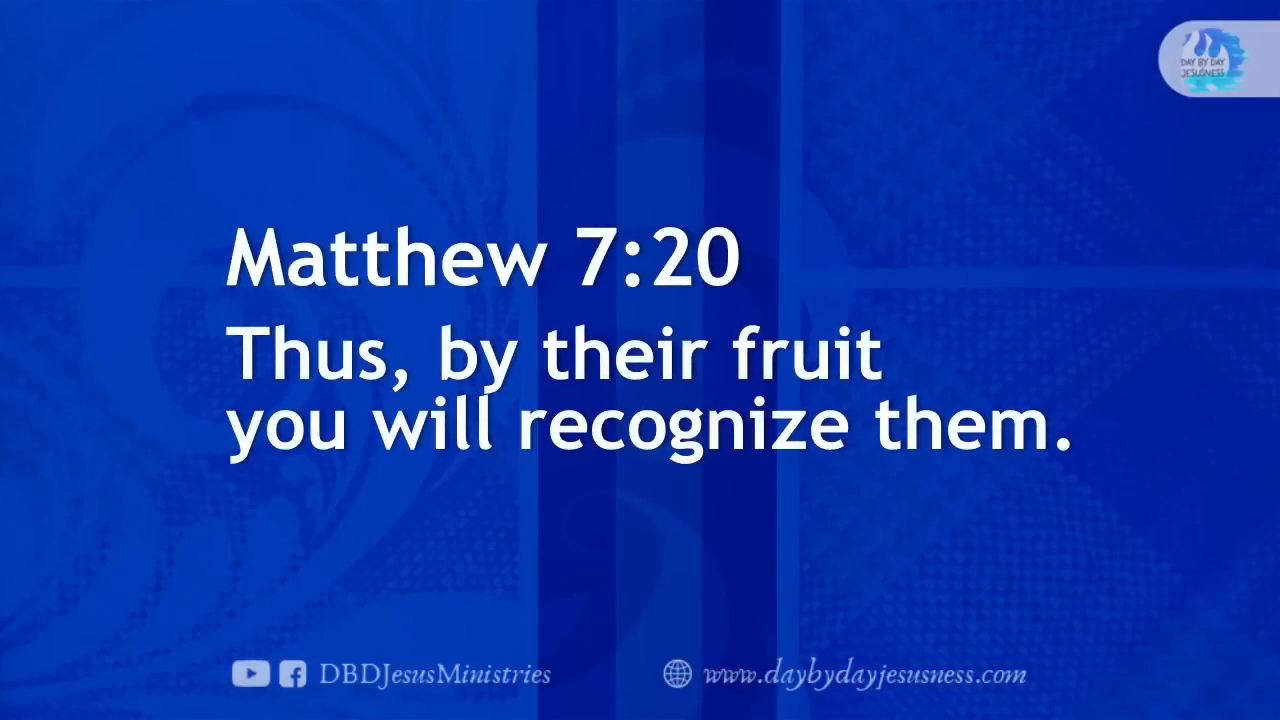 DAY BY DAY
JESUSNESS
Matthew 7:20
Thus, by their fruit
you will recognize them.
DBDJesusMinistries
www.daybydayjesusness.com